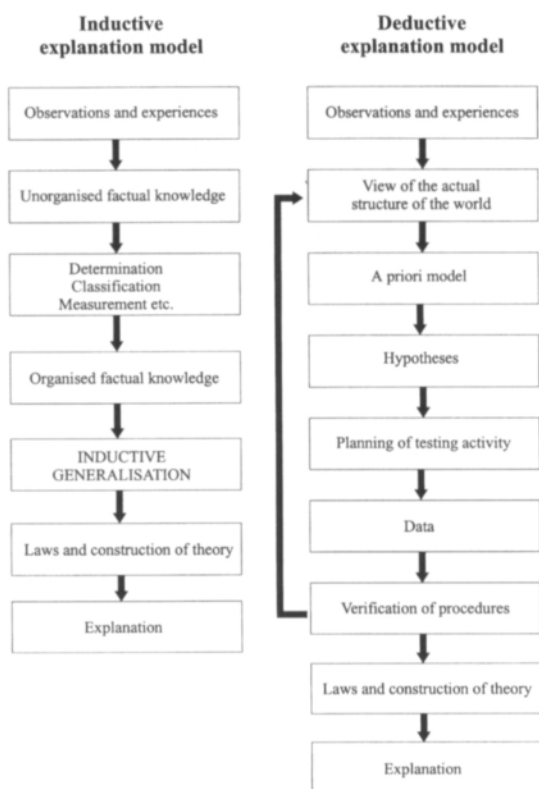 Inductive
explanation model
Observations and experiences
Unorganised factual knowledge
Determination
Classification
Measurement etc.
Organised factual knowledge
INDUCTIVE
GENERALISATION
Laws and construction of theory
Explanation
Deductive
explanation model
Observations and experiences
View of the actual
structure of the world
A priori model
Hypotheses
Planning of testing activity
Data
Verification of procedures
Laws and construction of theory
Explanation